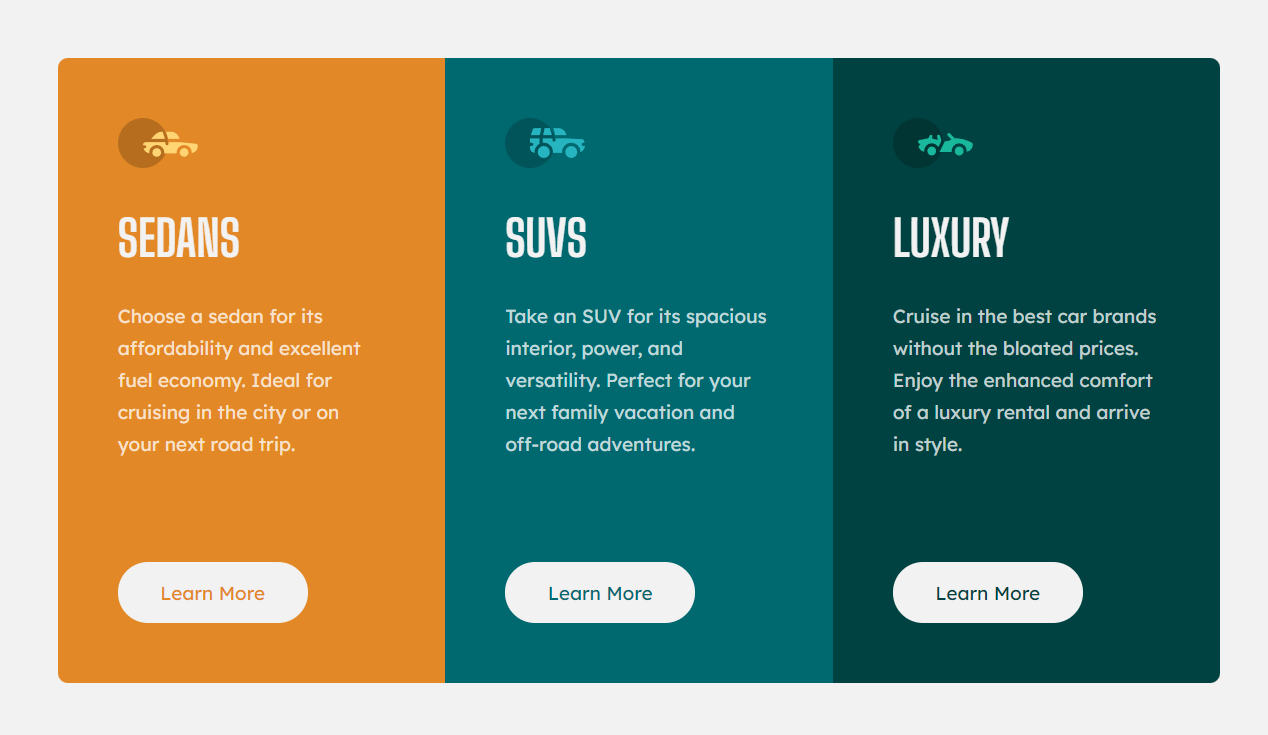 SEDANS
Choose a sedan for its
affordability and excellent
fuel economy. Ideal for
cruising in the city or on
your next road trip.
Learn More
SUVS
Take an SUV for its spacious
interior, power, and
versatility. Perfect for your
next family vacation and
off-road adventures.
Learn More
LUXURY
Cruise in the best car brands
without the bloated prices.
Enjoy the enhanced comfort
of a luxury rental and arrive
in style.
Learn More